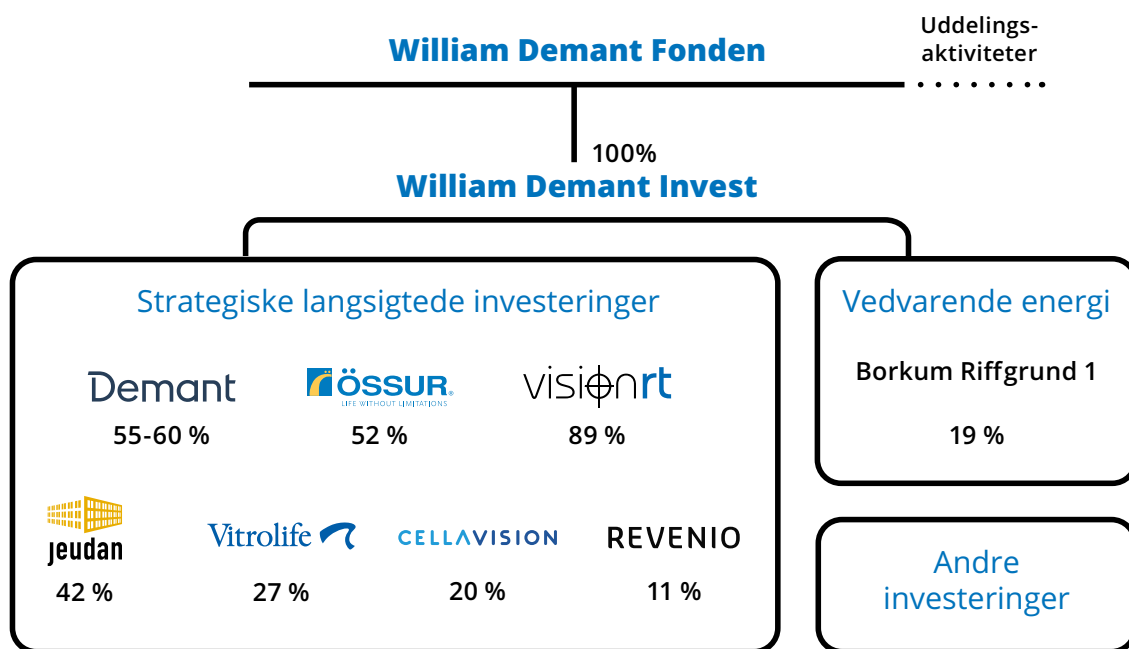 William Demant Fonden
Uddelings-
aktiviteter
100%
William Demant Invest
Strategiske langsigtede investeringer
Demant
ÖSSUR®
LIFE WITHOUT LIMITATIONS
visionrt
55-60 %
52 %
89 %
jeudan
Vitrolife
CELLAVISION
REVENIO
42 %
27 %
20 %
11 %
Vedvarende energi
Borkum Riffgrund 1
19 %
Andre
investeringer